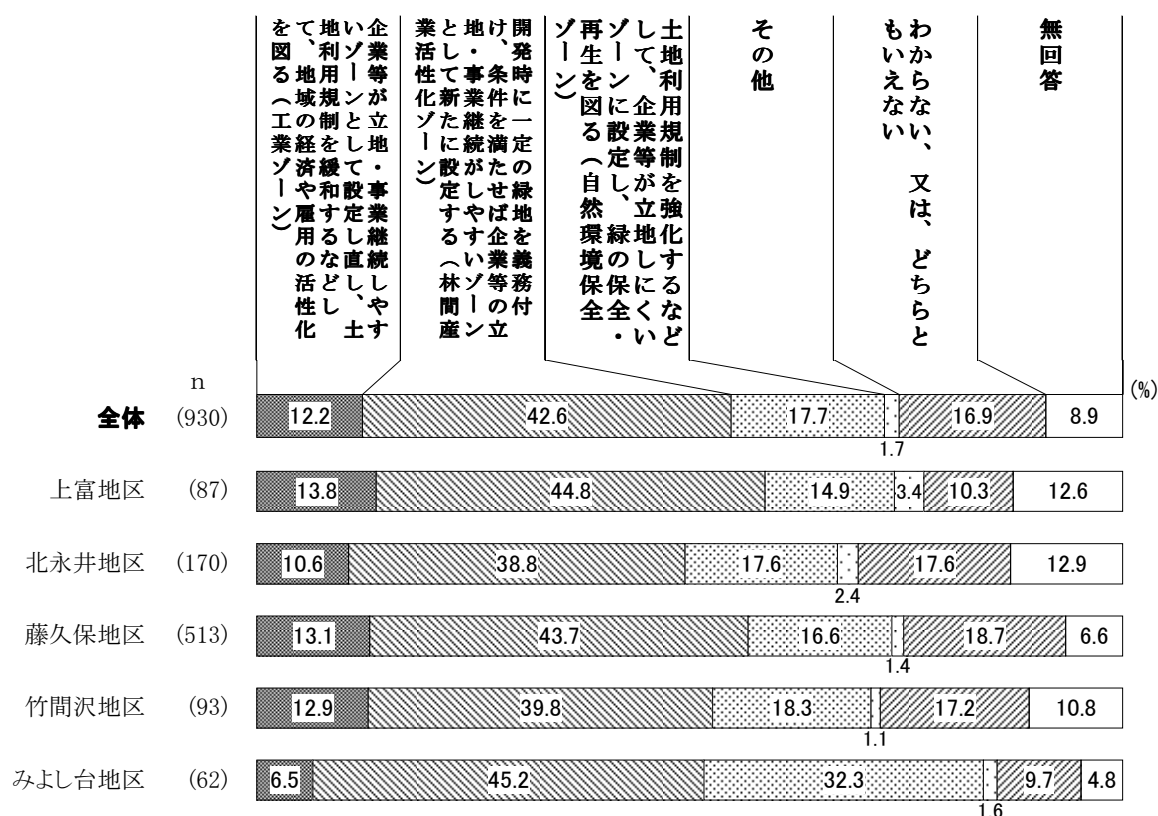 企業等が立地・事業継続しやす
いゾーンとして設定し直し、土
地利用規制を緩和するなどし
て、地域の経済や雇用の活性化
を図る（工業ゾーン）
開発時に一定の緑地を義務付
け、条件を満たせば企業等の立
地・事業継続がしやすいゾーン
として新たに設定する（林間産
業活性化ゾーン）
土地利用規制を強化するなど
して、企業等が立地しにくい
ゾーンに設定し、緑の保全・
再生を図る（自然環境保全
ゾーン）
その他
わからない、又は、どちらと
もいえない
無回答
n
(%)
全体 (930) 12.2 42.6 17.7 1.7 16.9 8.9
上富地区 (87) 13.8 44.8 14.9 3.4 10.3 12.6
北永井地区 (170) 10.6 38.8 17.6 2.4 17.6 12.9
藤久保地区 (513) 13.1 43.7 16.6 1.4 18.7 6.6
竹間沢地区 (93) 12.9 39.8 18.3 1.1 17.2 10.8
みよし台地区 (62) 6.5 45.2 32.3 1.6 9.7 4.8